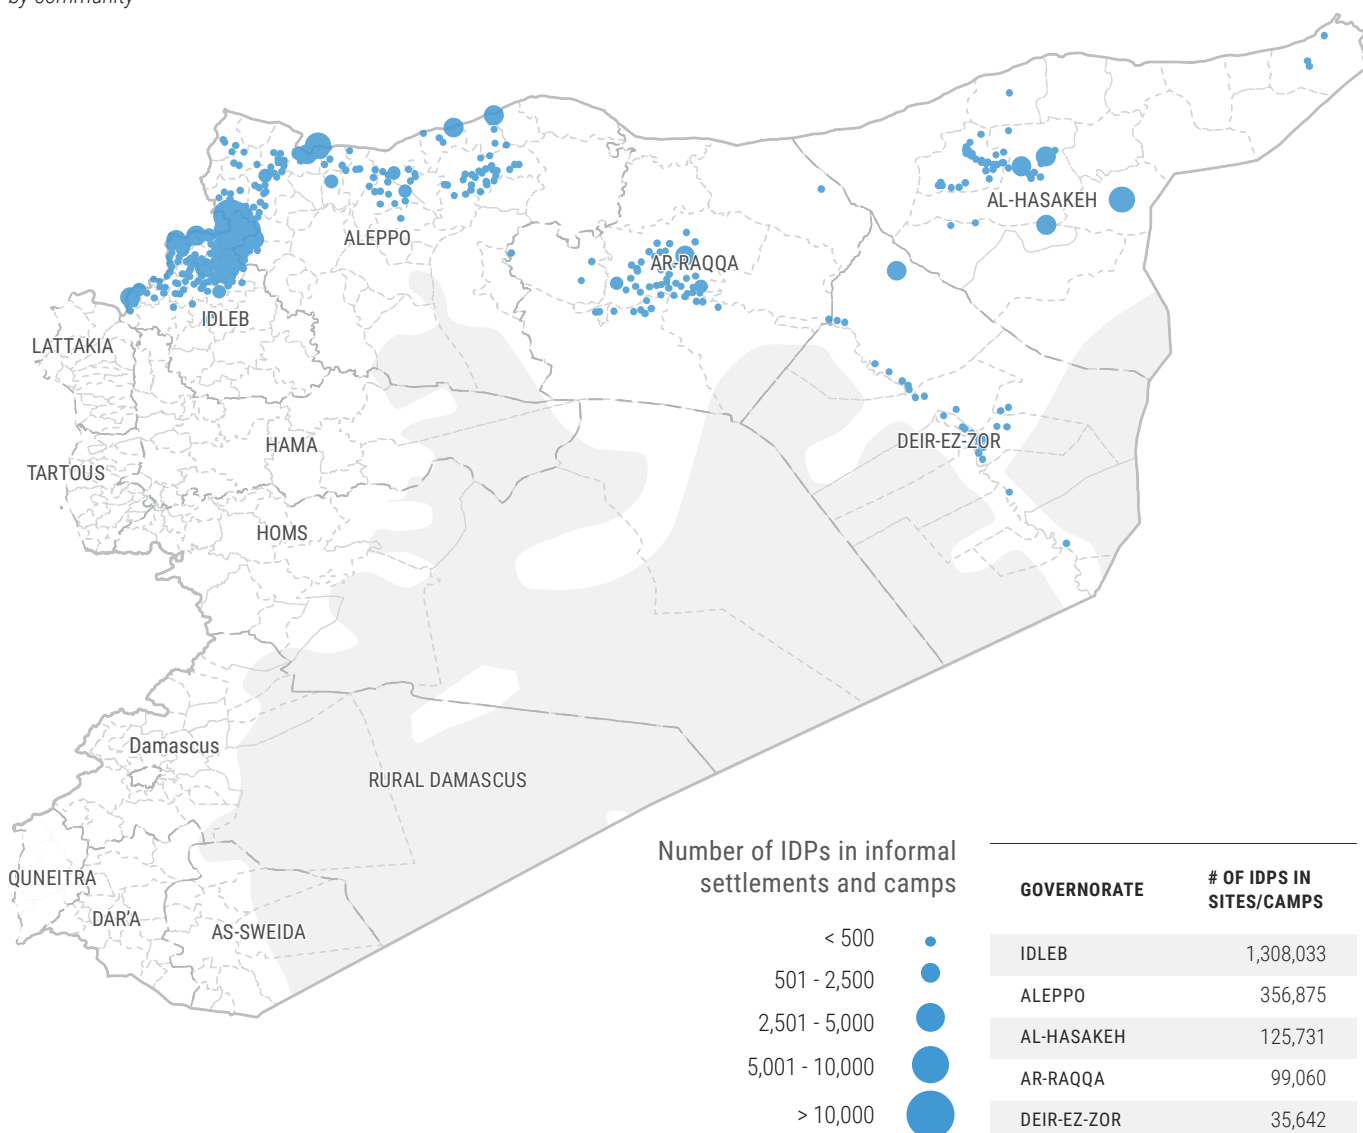 by community
ALEPPO
AL-HASAKEH
AR-RAQQA
IDLEB
LATTAKIA
HAMA
DEIR-EZ-ZOR
TARTOUS
HOMS
Damascus
RURAL DAMASCUS
QUNEITRA
DAR'A
AS-SWEIDA
Number of IDPs in informal
settlements and camps
< 500
501 - 2,500
2,501 - 5,000
5,001 - 10,000
> 10,000
GOVERNORATE # OF IDPS IN
SITES/CAMPS
IDLEB 1,308,033
ALEPPO 356,875
AL-HASAKEH 125,731
AR-RAQQA 99,060
DEIR-EZ-ZOR 35,642